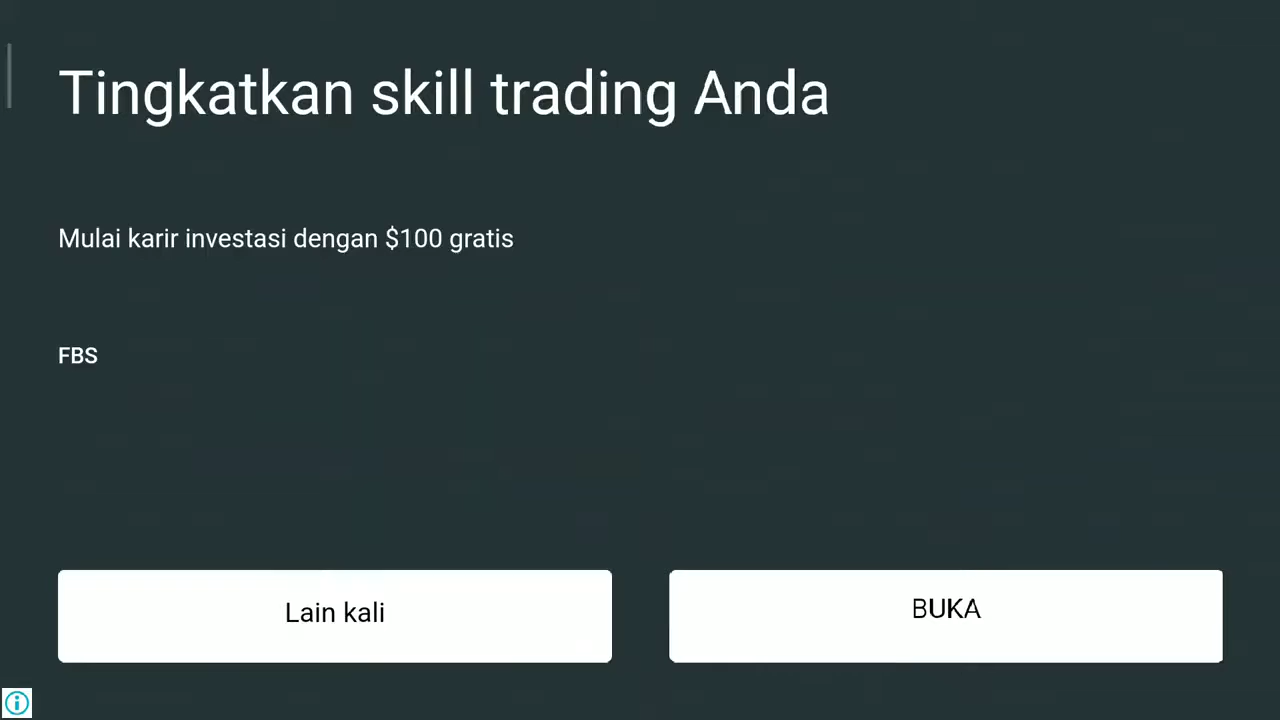 Tingkatkan skill trading Anda
Mulai karir investasi dengan $100 gratis
FBS
Lain kali
BUKA